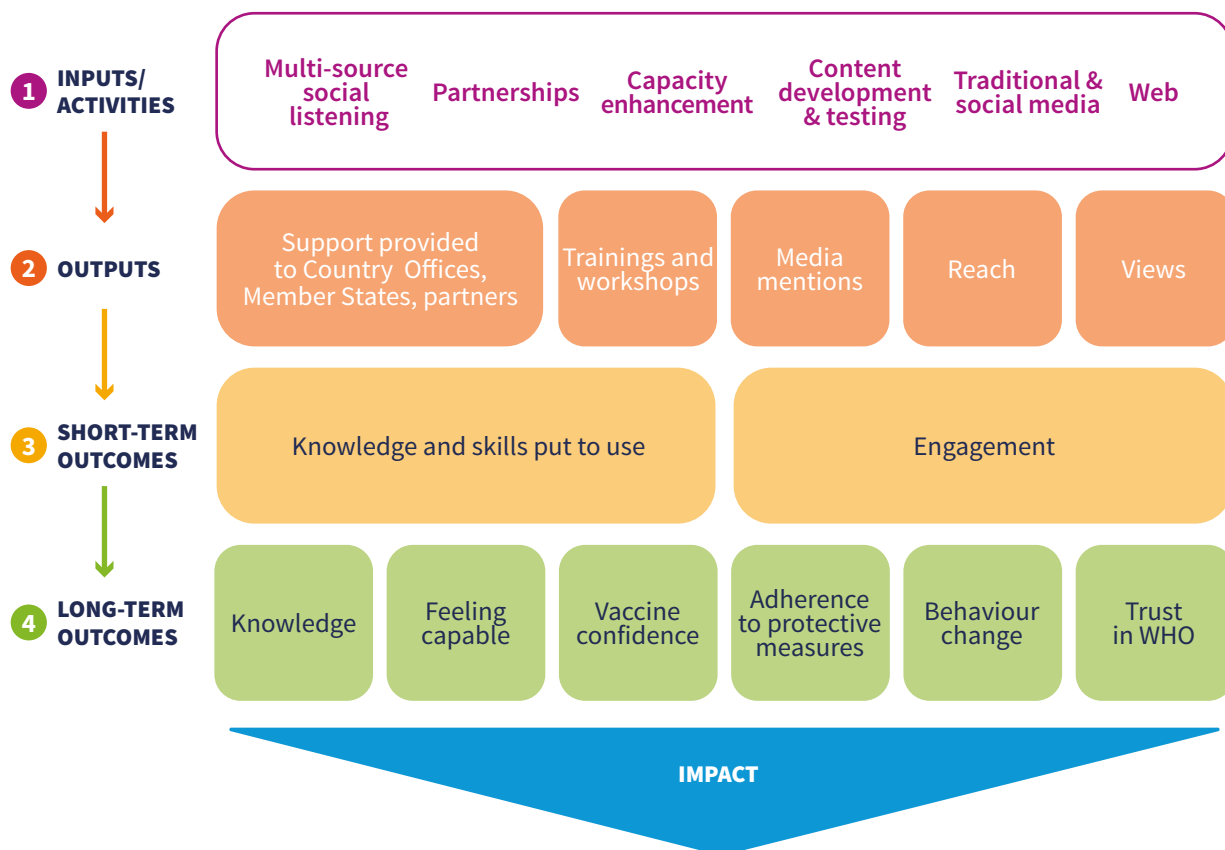 1
INPUTS/
ACTIVITIES
Multi-source
social
listening
Partnerships
Capacity
enhancement
Content
development
& testing
Traditional &
social media
Web
2
OUTPUTS
Support provided
to Country Offices,
Member States, partners
Trainings and
workshops
Media
mentions
Reach
Views
3
SHORT-TERM
OUTCOMES
Knowledge and skills put to use
Engagement
4
LONG-TERM
OUTCOMES
Knowledge
Feeling
capable
Vaccine
confidence
Adherence
to protective
measures
Behaviour
change
Trust
in WHO
IMPACT